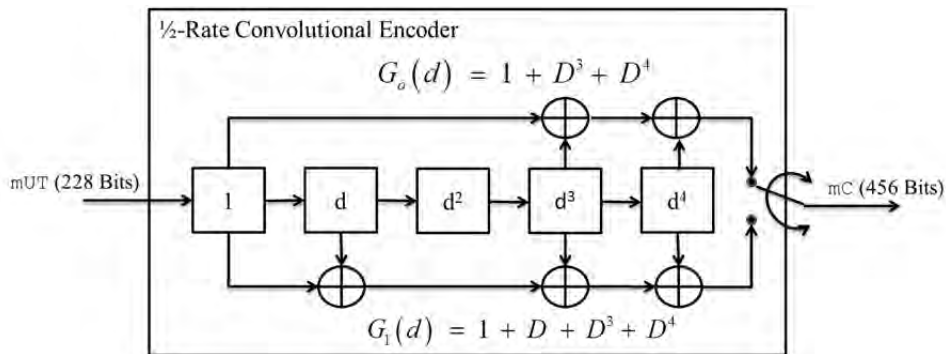 ½-Rate Convolutional Encoder
Gₒ(d) = 1 + D³ + D⁴
mUT (228 Bits)
1
d
d²
d³
d⁴
mC (456 Bits)
G₁(d) = 1 + D + D³ + D⁴